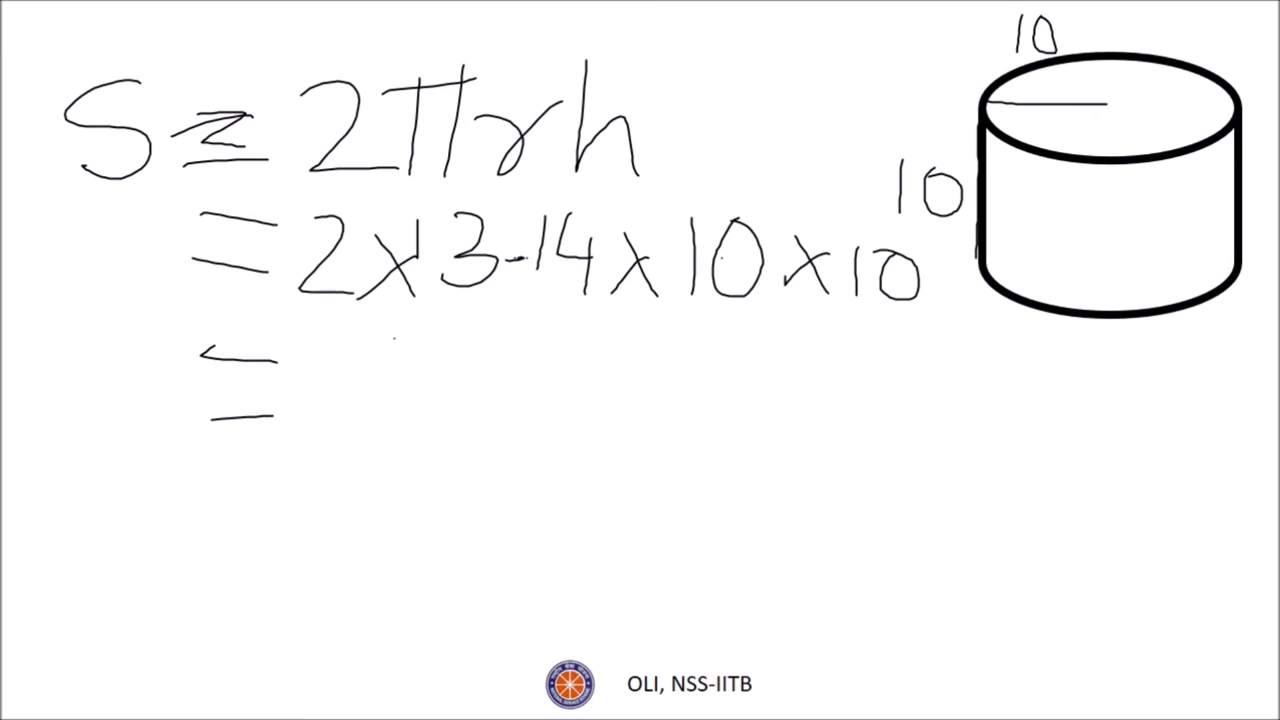 10
S = 2πrh
10
= 2×3.14×10×10
=
OLI, NSS-IITB